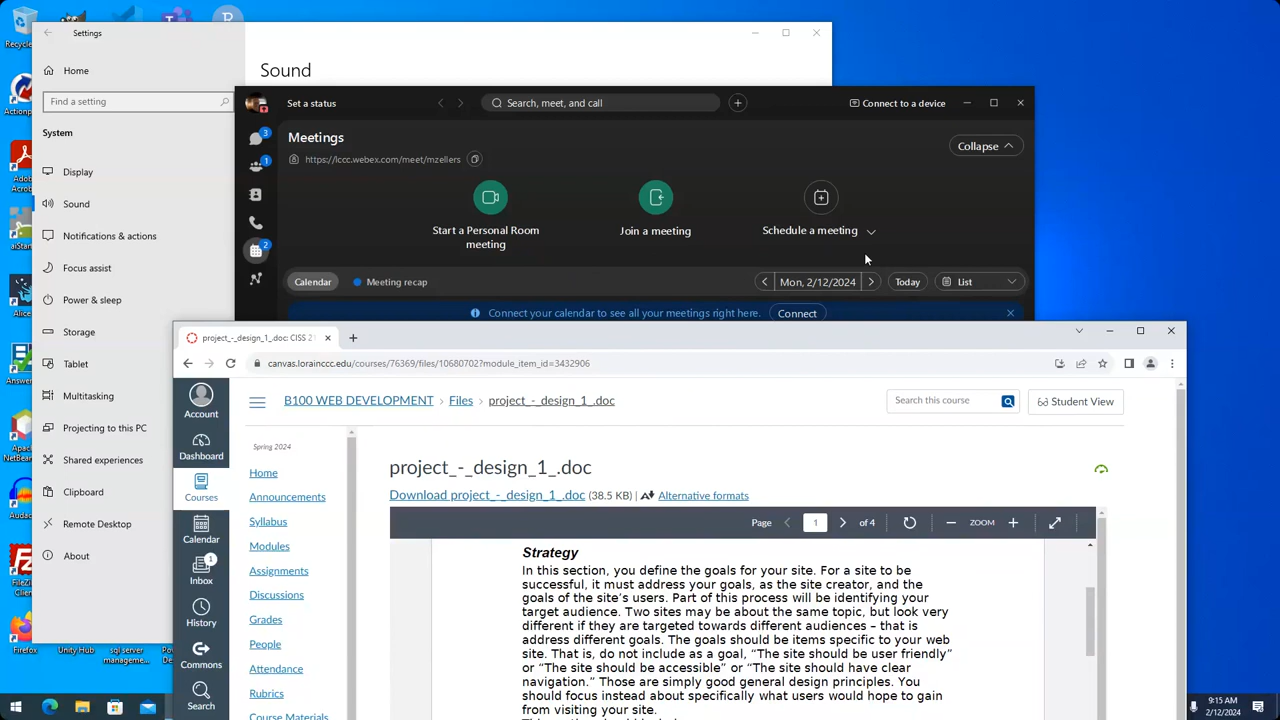 Recycle
Settings
Home
Find a setting
System
Display
Sound
Notifications & actions
Focus assist
Power & sleep
Storage
Tablet
Multitasking
Projecting to this PC
Shared experiences
Clipboard
Remote Desktop
About
Sound
Set a status
Search, meet, and call
Connect to a device
3
1
2
Meetings
https://lccc.webex.com/meet/mzellers
Collapse
Start a Personal Room
meeting
Join a meeting
Schedule a meeting
Calendar
Meeting recap
Mon, 2/12/2024
Today
List
Connect your calendar to see all your meetings right here.
Connect
project_-_design_1_.doc: CISS 21
canvas.lorainccc.edu/courses/76369/files/10680702?module_item_id=3432906
Account
Dashboard
Courses
Calendar
1
Inbox
History
Commons
Search
B100 WEB DEVELOPMENT › Files › project_-_design_1_.doc
Search this course
Student View
Spring 2024
Home
Announcements
Syllabus
Modules
Assignments
Discussions
Grades
People
Attendance
Rubrics
Course Materials
project_-_design_1_.doc
Download project_-_design_1_.doc (38.5 KB) | Alternative formats
Page 1 of 4
ZOOM
Strategy
In this section, you define the goals for your site. For a site to be
successful, it must address your goals, as the site creator, and the
goals of the site's users. Part of this process will be identifying your
target audience. Two sites may be about the same topic, but look very
different if they are targeted towards different audiences – that is
address different goals. The goals should be items specific to your web
site. That is, do not include as a goal, “The site should be user friendly”
or “The site should be accessible” or “The site should have clear
navigation.” Those are simply good general design principles. You
should focus instead about specifically what users would hope to gain
from visiting your site.
Adobe
Firefox
Unity Hub
sql server
manageme...
9:15 AM
2/12/2024